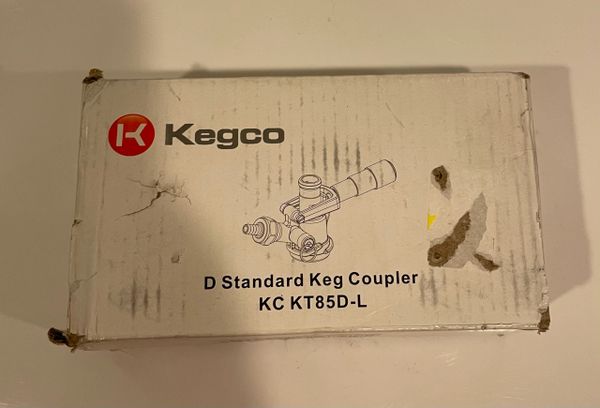 Kegco
D Standard Keg Coupler
KC KT85D-L